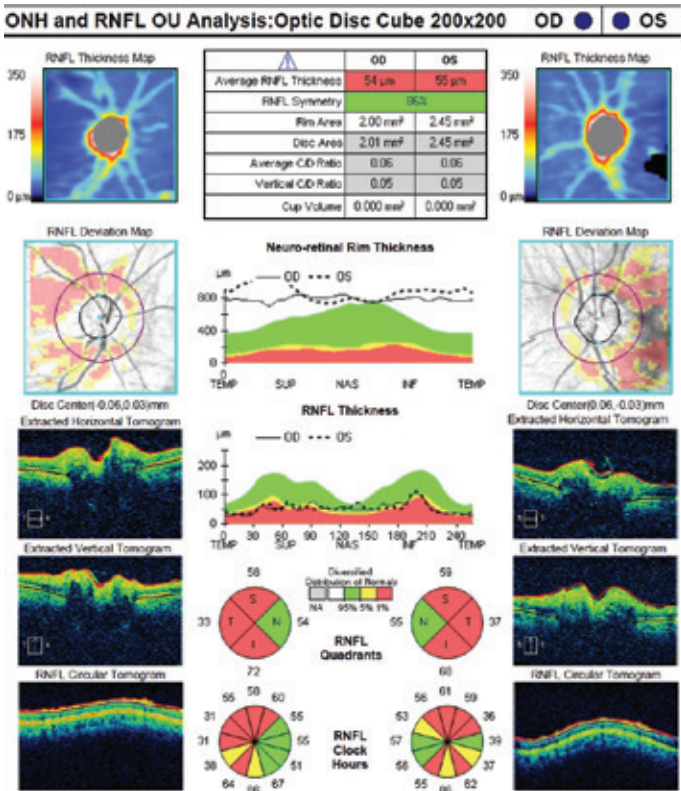 ONH and RNFL OU Analysis:Optic Disc Cube 200x200 OD OS
RNFL Thickness Map
350
175
0 µm
OD OS
Average RNFL Thickness 54 µm 55 µm
RNFL Symmetry 86%
Rim Area 2.00 mm² 2.45 mm²
Disc Area 2.01 mm² 2.45 mm²
Average C/D Ratio 0.06 0.06
Vertical C/D Ratio 0.05 0.05
Cup Volume 0.000 mm³ 0.000 mm³
RNFL Thickness Map
350
175
0 µm
RNFL Deviation Map
Disc Center(-0.06,0.03)mm
Neuro-retinal Rim Thickness
µm OD OS
800
400
0
TEMP SUP NAS INF TEMP
RNFL Deviation Map
Disc Center(0.06,-0.03)mm
Extracted Horizontal Tomogram
RNFL Thickness
µm OD OS
200
100
0
0 30 60 90 120 150 180 210 240
TEMP SUP NAS INF TEMP
Extracted Horizontal Tomogram
Extracted Vertical Tomogram
58
S
33 T N 54
I
72
Diversified
Distribution of Normals
NA 95% 5% 1%
RNFL
Quadrants
59
S
55 N T 37
I
68
Extracted Vertical Tomogram
RNFL Circular Tomogram
55 58 60
31 55
31 55
38 51
64 67
RNFL
Clock
Hours
56 61 59
53 36
57 39
58 37
55 62
RNFL Circular Tomogram